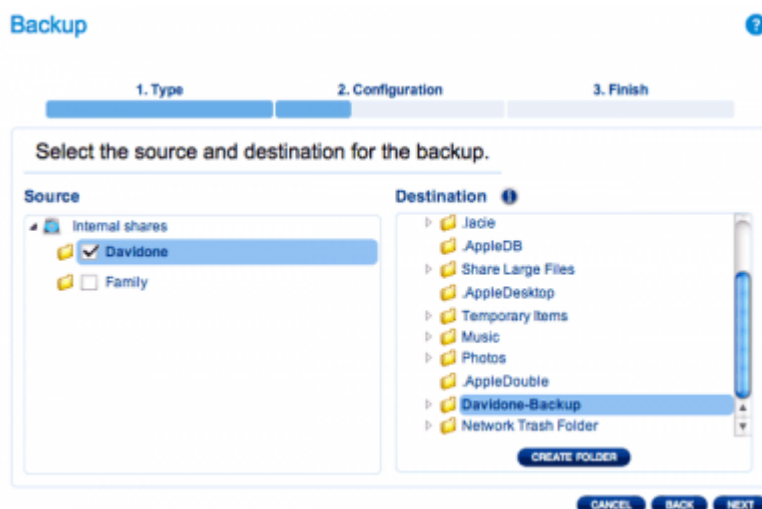 Backup
?
1. Type
2. Configuration
3. Finish
Select the source and destination for the backup.
Source
Internal shares
Davidone
Family
Destination
.lacie
.AppleDB
Share Large Files
.AppleDesktop
Temporary Items
Music
Photos
.AppleDouble
Davidone-Backup
Network Trash Folder
CREATE FOLDER
CANCEL
BACK
NEXT